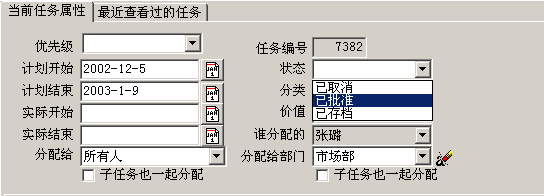 当前任务属性 最近查看过的任务
优先级 任务编号 7382
计划开始 2002-12-5 状态
计划结束 2003-1-9 分类 已取消
已批准
实际开始 价值 已存档
实际结束 谁分配的 张璐
分配给 所有人 分配给部门 市场部
子任务也一起分配 子任务也一起分配